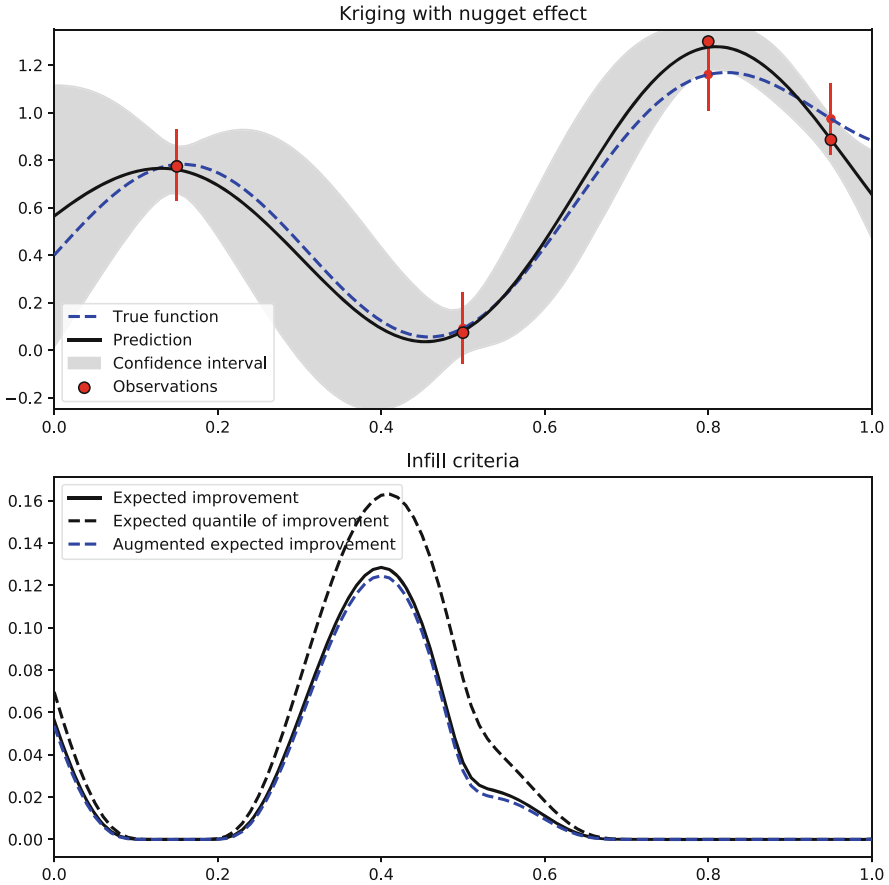 Kriging with nugget effect
1.2
1.0
0.8
0.6
0.4
0.2
0.0
−0.2
True function
Prediction
Confidence interval
Observations
0.0 0.2 0.4 0.6 0.8 1.0
Infill criteria
0.16
0.14
0.12
0.10
0.08
0.06
0.04
0.02
0.00
Expected improvement
Expected quantile of improvement
Augmented expected improvement
0.0 0.2 0.4 0.6 0.8 1.0